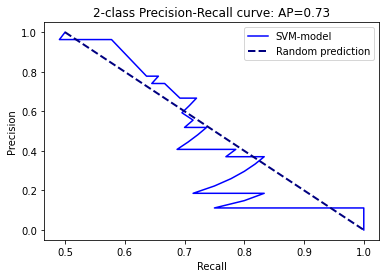 2-class Precision-Recall curve: AP=0.73
SVM-model
Random prediction
Precision
1.0
0.8
0.6
0.4
0.2
0.0
0.5 0.6 0.7 0.8 0.9 1.0
Recall